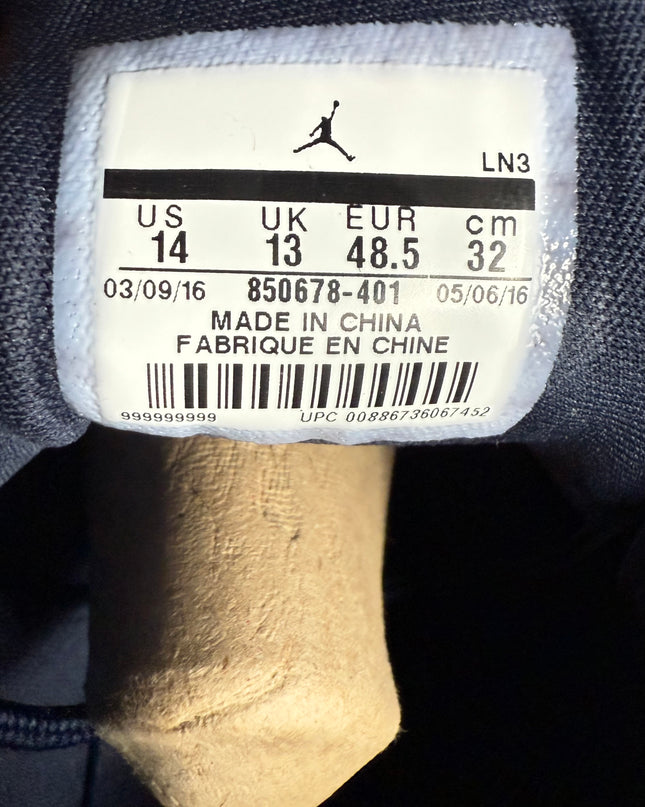 LN3
US UK EUR cm
14 13 48.5 32
03/09/16 850678-401 05/06/16
MADE IN CHINA
FABRIQUE EN CHINE
999999999 UPC 00886736067452